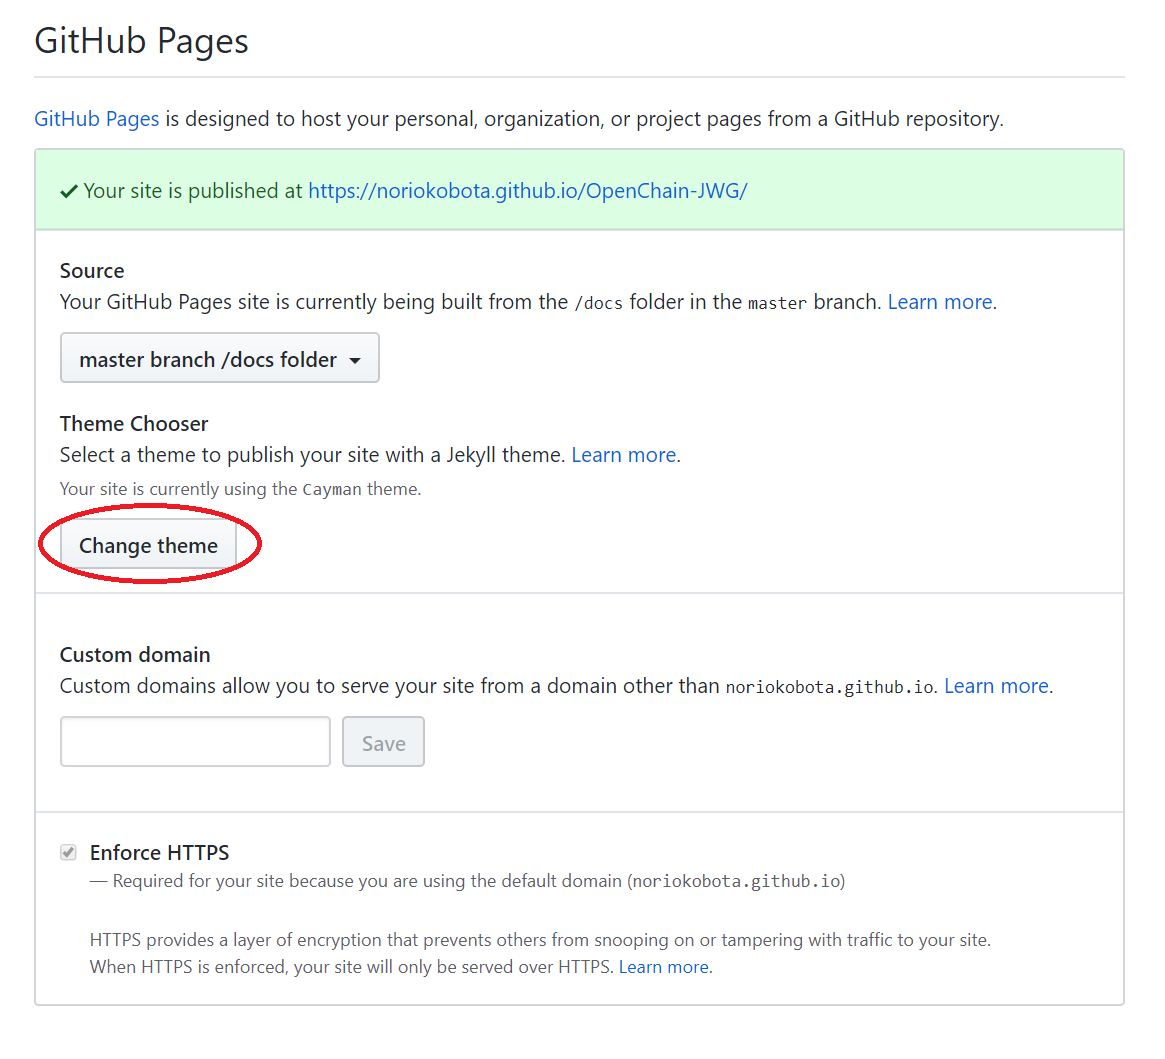 GitHub Pages
GitHub Pages is designed to host your personal, organization, or project pages from a GitHub repository.
Your site is published at https://noriokobota.github.io/OpenChain-JWG/
Source
Your GitHub Pages site is currently being built from the /docs folder in the master branch. Learn more.
master branch /docs folder
Theme Chooser
Select a theme to publish your site with a Jekyll theme. Learn more.
Your site is currently using the Cayman theme.
Change theme
Custom domain
Custom domains allow you to serve your site from a domain other than noriokobota.github.io. Learn more.
Save
Enforce HTTPS
— Required for your site because you are using the default domain (noriokobota.github.io)
HTTPS provides a layer of encryption that prevents others from snooping on or tampering with traffic to your site.
When HTTPS is enforced, your site will only be served over HTTPS. Learn more.